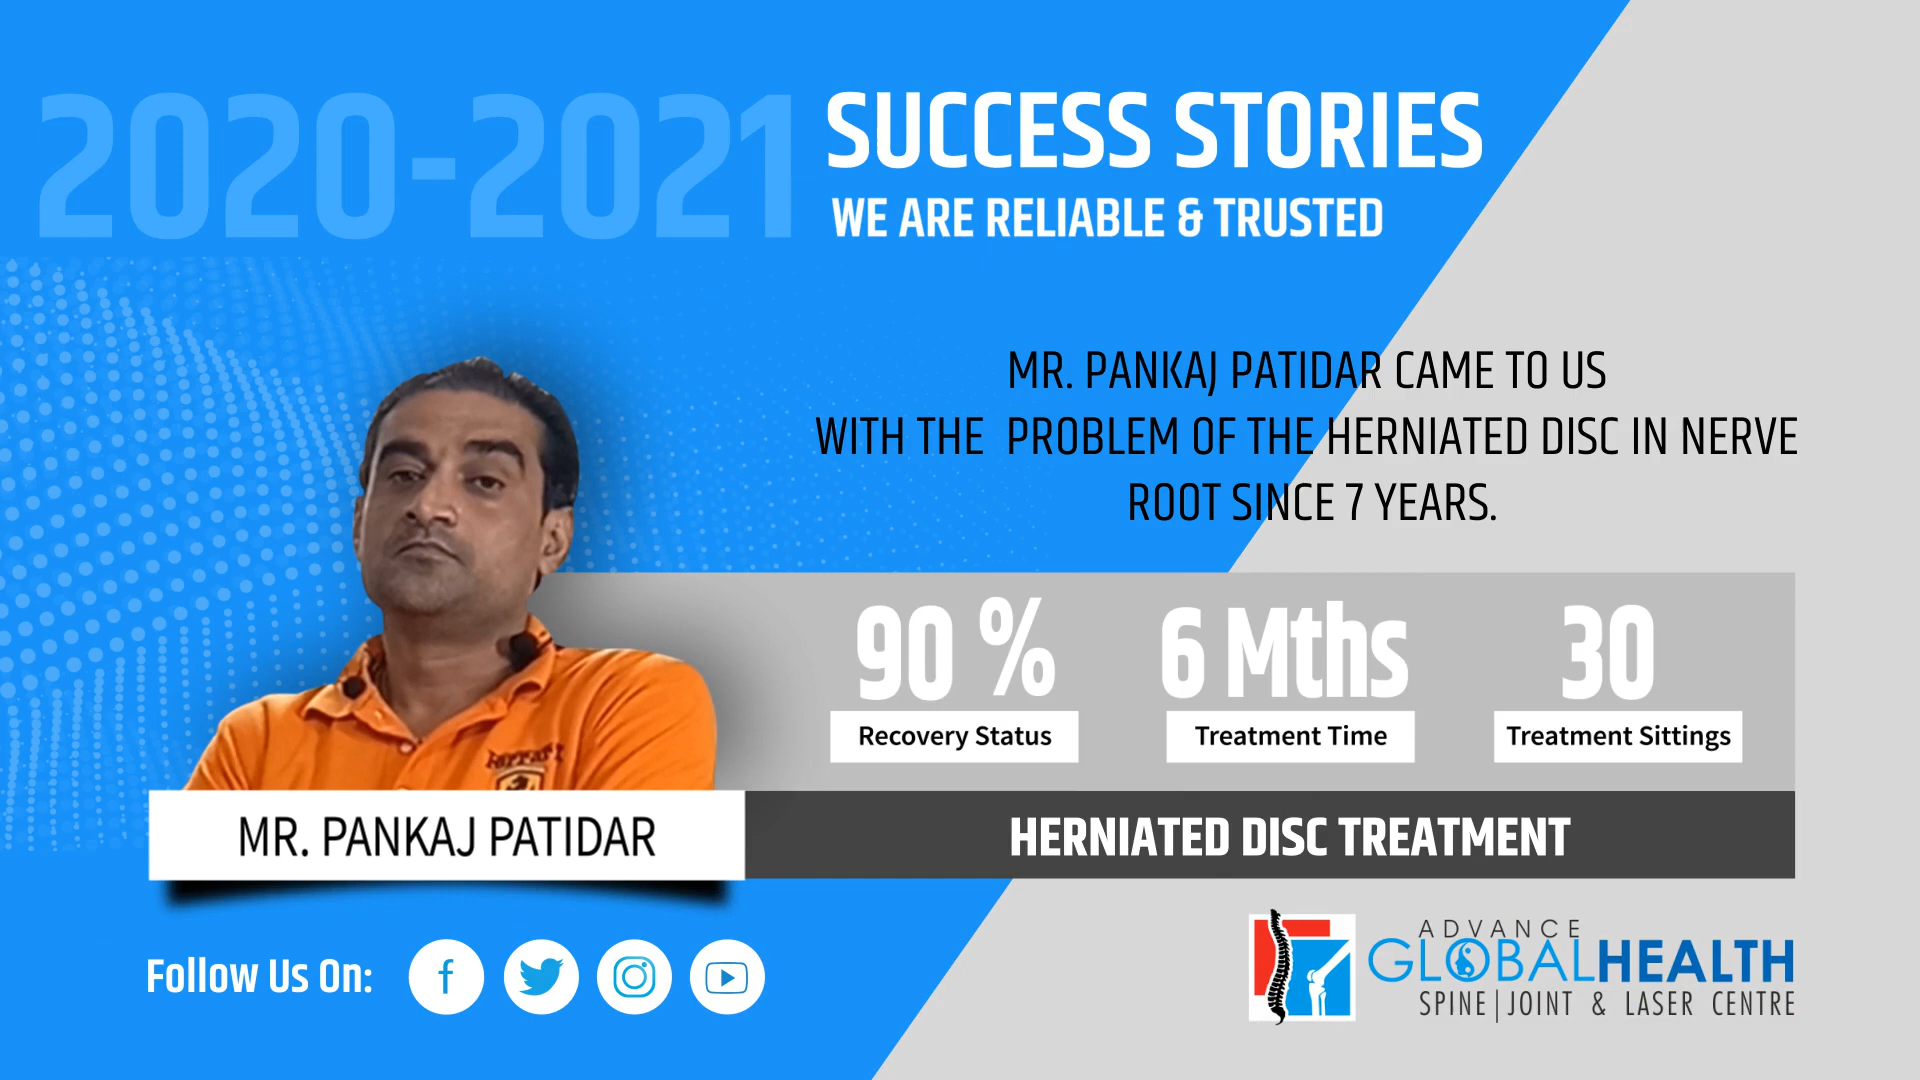 2020-2021
SUCCESS STORIES
WE ARE RELIABLE & TRUSTED
MR. PANKAJ PATIDAR CAME TO US
WITH THE PROBLEM OF THE HERNIATED DISC IN NERVE
ROOT SINCE 7 YEARS.
90 %
Recovery Status
6 Mths
Treatment Time
30
Treatment Sittings
Ferrari
MR. PANKAJ PATIDAR
HERNIATED DISC TREATMENT
Follow Us On:
ADVANCE
GLOBALHEALTH
SPINE|JOINT & LASER CENTRE